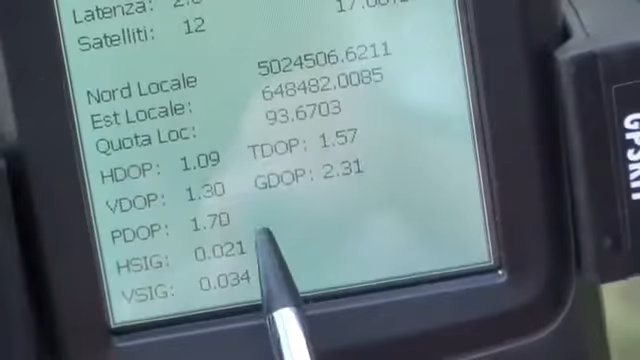 Latenza:
Satelliti: 12
Nord Locale 5024506.6211
Est Locale: 648482.0085
Quota Loc: 93.6703
HDOP: 1.09 TDOP: 1.57
VDOP: 1.30 GDOP: 2.31
PDOP: 1.70
HSIG: 0.021
VSIG: 0.034